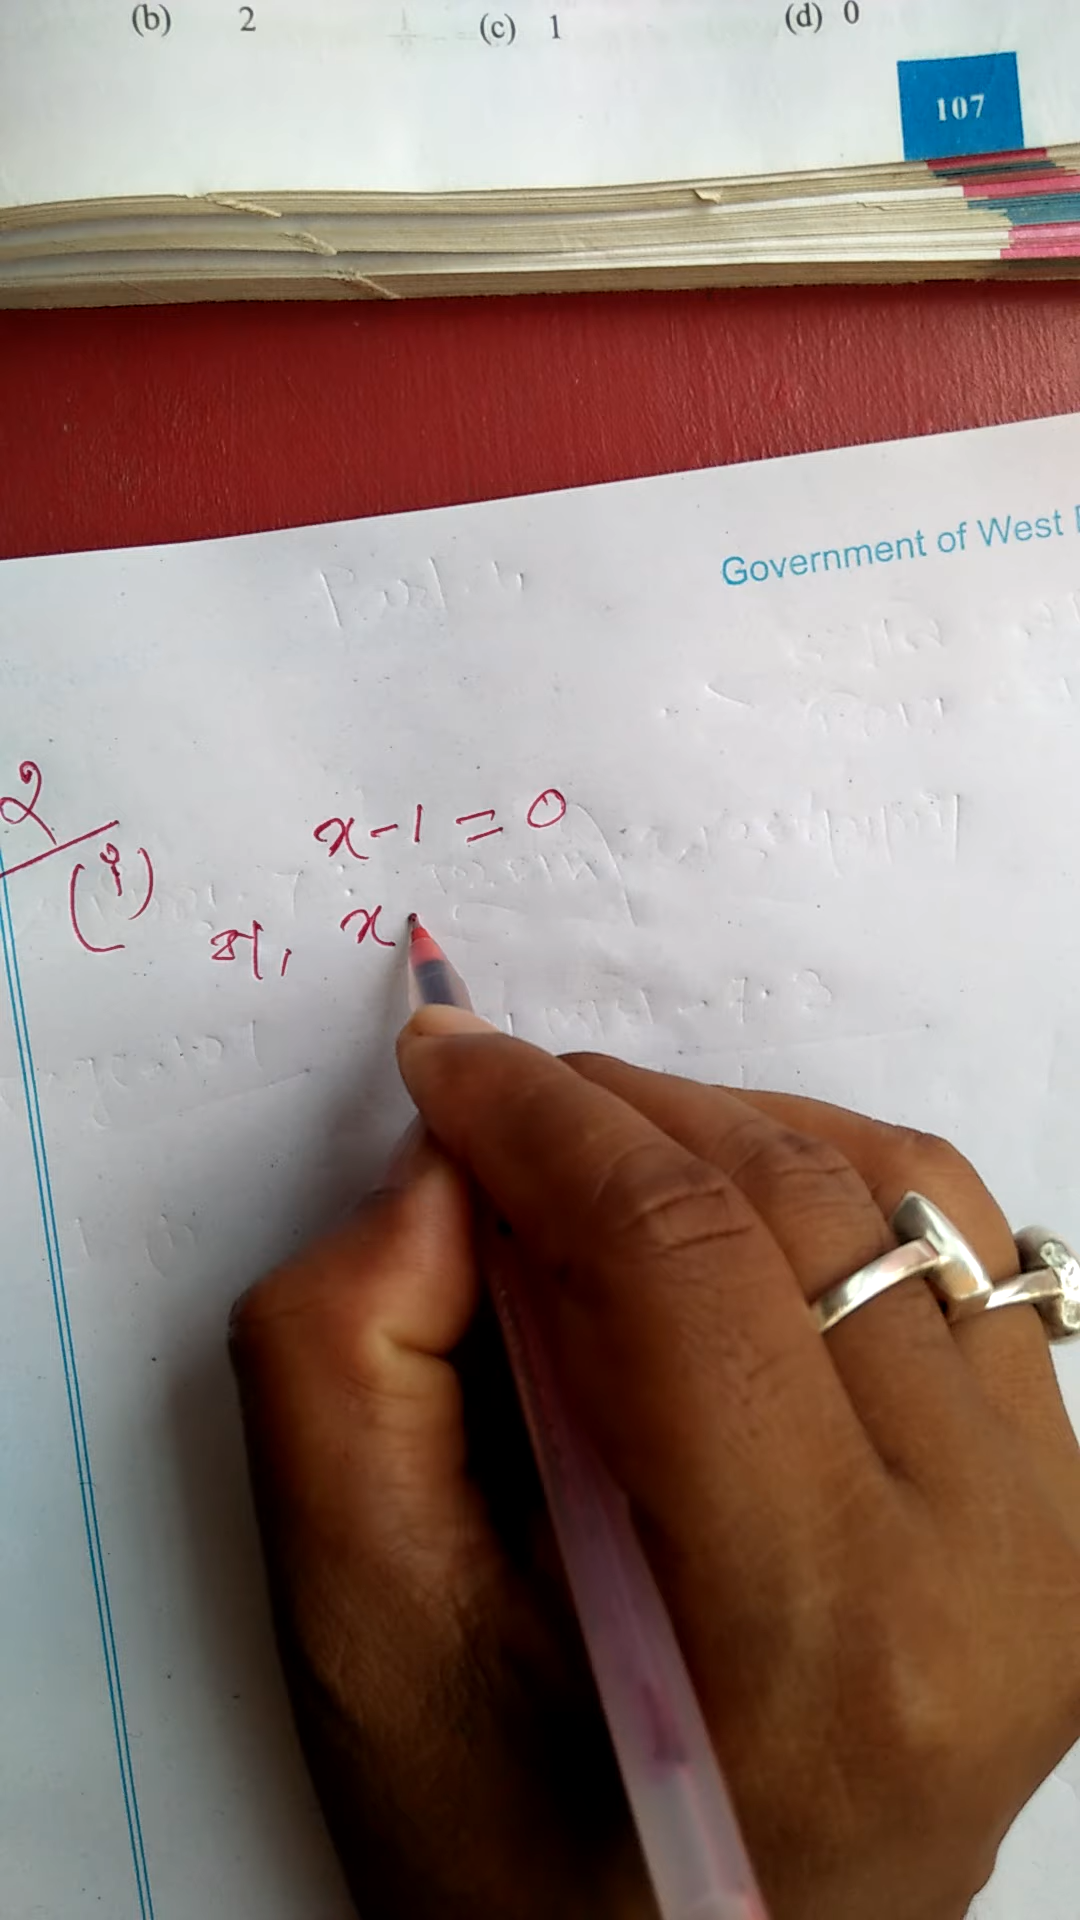 (b) 2 (c) 1 (d) 0
107
Government of West
2
(i) x-1 = 0
বা, x